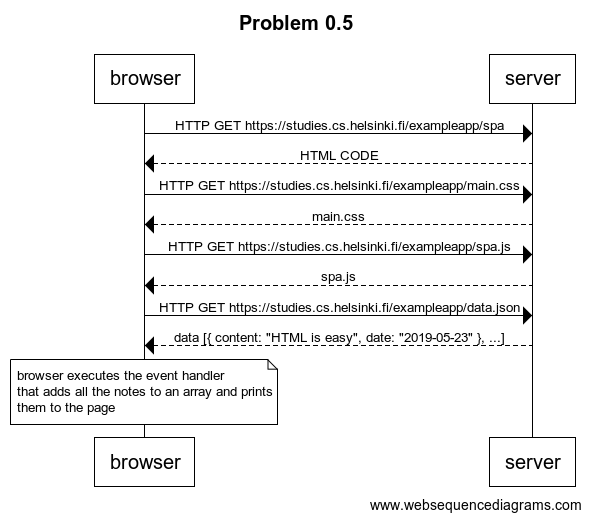 Problem 0.5
browser
server
HTTP GET https://studies.cs.helsinki.fi/exampleapp/spa
HTML CODE
HTTP GET https://studies.cs.helsinki.fi/exampleapp/main.css
main.css
HTTP GET https://studies.cs.helsinki.fi/exampleapp/spa.js
spa.js
HTTP GET https://studies.cs.helsinki.fi/exampleapp/data.json
data [{ content: "HTML is easy", date: "2019-05-23" }, ...]
browser executes the event handler
that adds all the notes to an array and prints
them to the page
browser
server
www.websequencediagrams.com